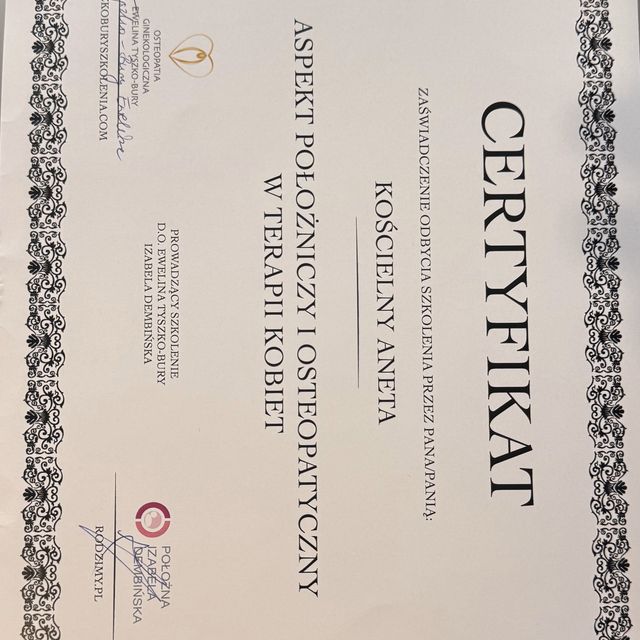 CERTYFIKAT
ZAŚWIADCZENIE ODBYCIA SZKOLENIA PRZEZ PANA/PANIĄ:
KOŚCIELNY ANETA
ASPEKT POŁOŻNICZY I OSTEOPATYCZNY
W TERAPII KOBIET
OSTEOPATIA
GINEKOLOGICZNA
EWELINA TYSZKO-BURY
KOBURYSZKOLENIA.COM
PROWADZĄCY SZKOLENIE
D.O. EWELINA TYSZKO-BURY
IZABELA DEMBIŃSKA
POŁOŻNA
IZABELA
DEMBIŃSKA
RODZIMY.PL